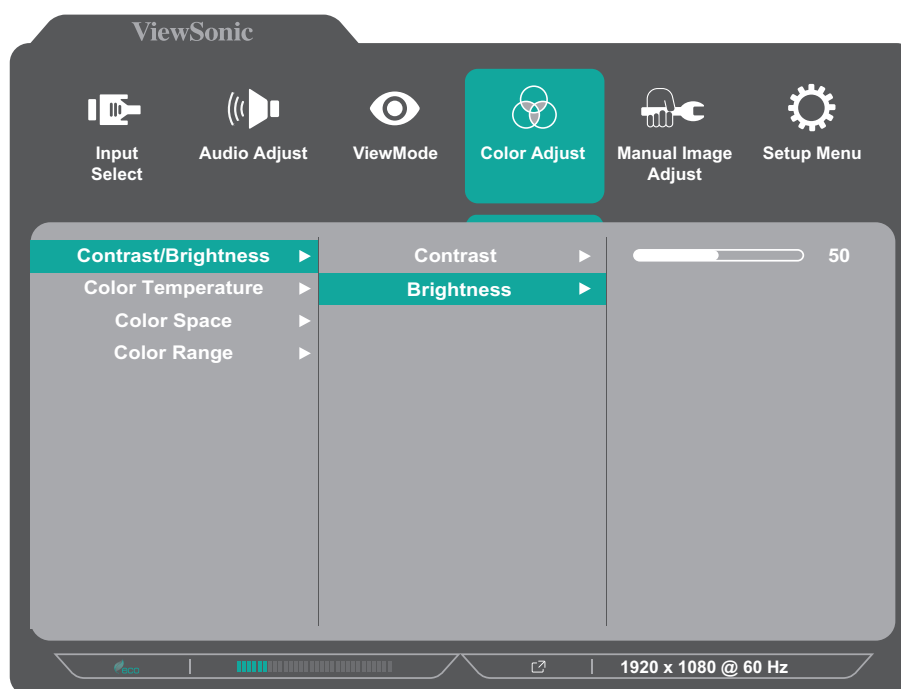 ViewSonic
Input Select
Audio Adjust
ViewMode
Color Adjust
Manual Image Adjust
Setup Menu
Contrast/Brightness
Color Temperature
Color Space
Color Range
Contrast
Brightness
50
eco
1920 x 1080 @ 60 Hz